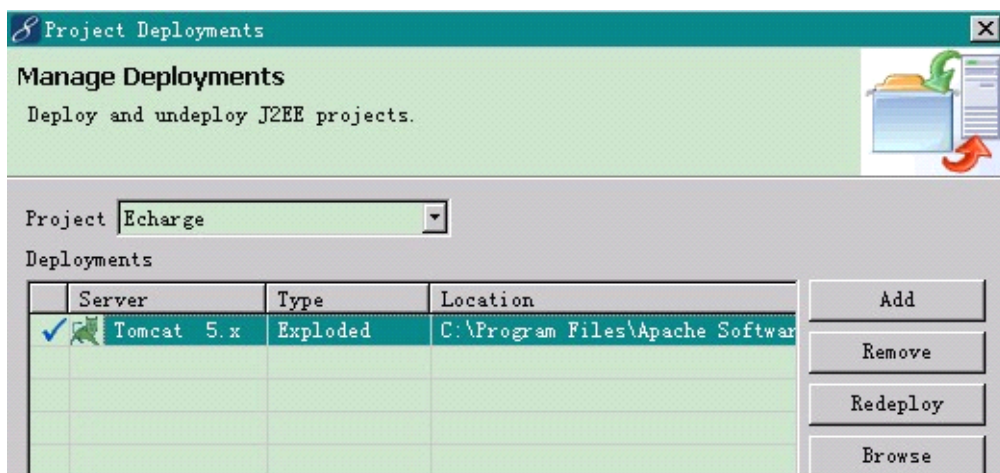 Project Deployments
Manage Deployments
Deploy and undeploy J2EE projects.
Project Echarge
Deployments
Server Type Location
Tomcat 5.x Exploded C:\Program Files\Apache Softwar
Add
Remove
Redeploy
Browse